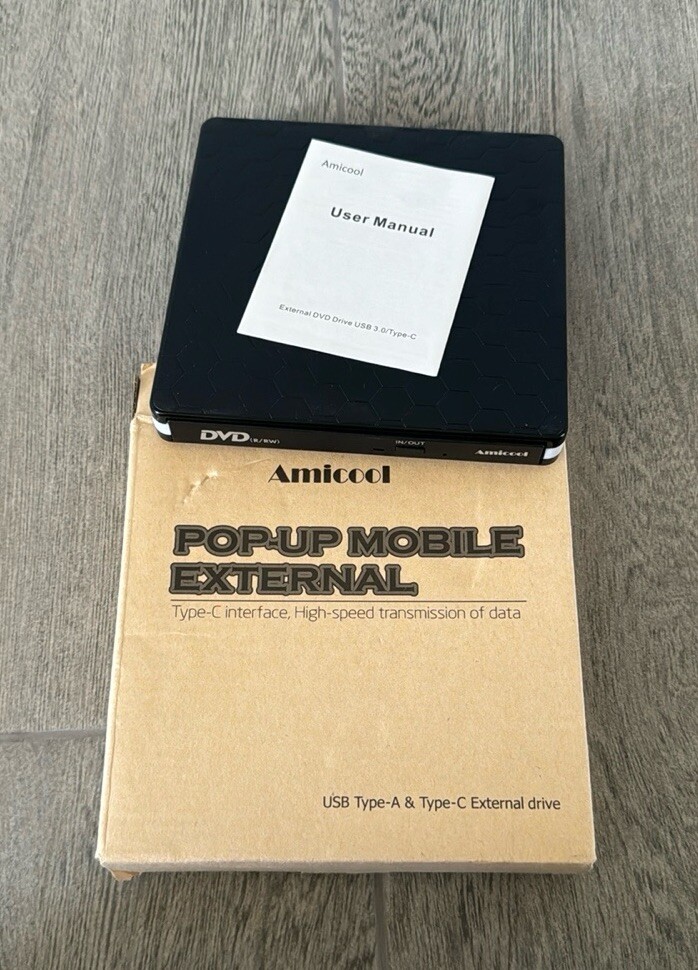 Amicool
User Manual
External DVD Drive USB 3.0/Type-C
DVD(R/RW)
IN/OUT
Amicool
Amicool
POP-UP MOBILE
EXTERNAL
Type-C interface, High-speed transmission of data
USB Type-A & Type-C External drive